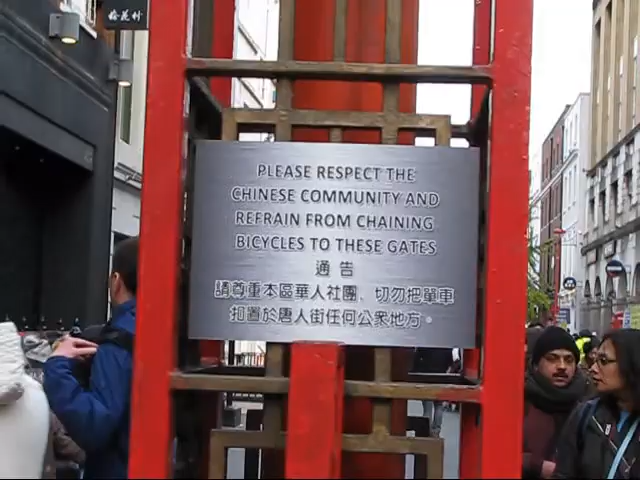 PLEASE RESPECT THE
CHINESE COMMUNITY AND
REFRAIN FROM CHAINING
BICYCLES TO THESE GATES
通告
請尊重本區華人社團、切勿把單車
扣置於唐人街任何公衆地方。